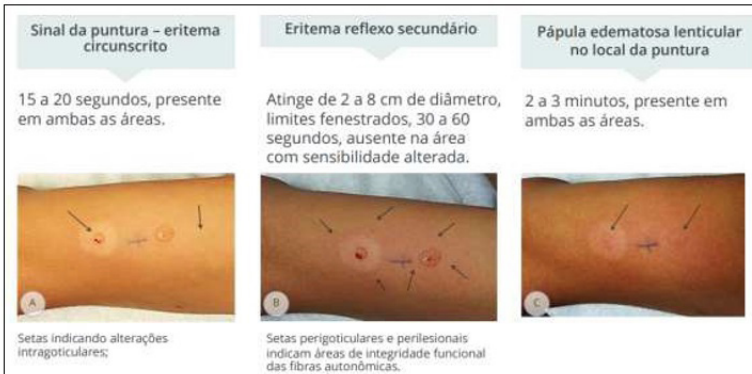 Sinal da puntura – eritema
circunscrito
15 a 20 segundos, presente
em ambas as áreas.
A
Setas indicando alterações
intragoticulares;
Eritema reflexo secundário
Atinge de 2 a 8 cm de diâmetro,
limites fenestrados, 30 a 60
segundos, ausente na área
com sensibilidade alterada.
B
Setas perigoticulares e perilesionais
indicam áreas de integridade funcional
das fibras autonômicas.
Pápula edematosa lenticular
no local da puntura
2 a 3 minutos, presente em
ambas as áreas.
C